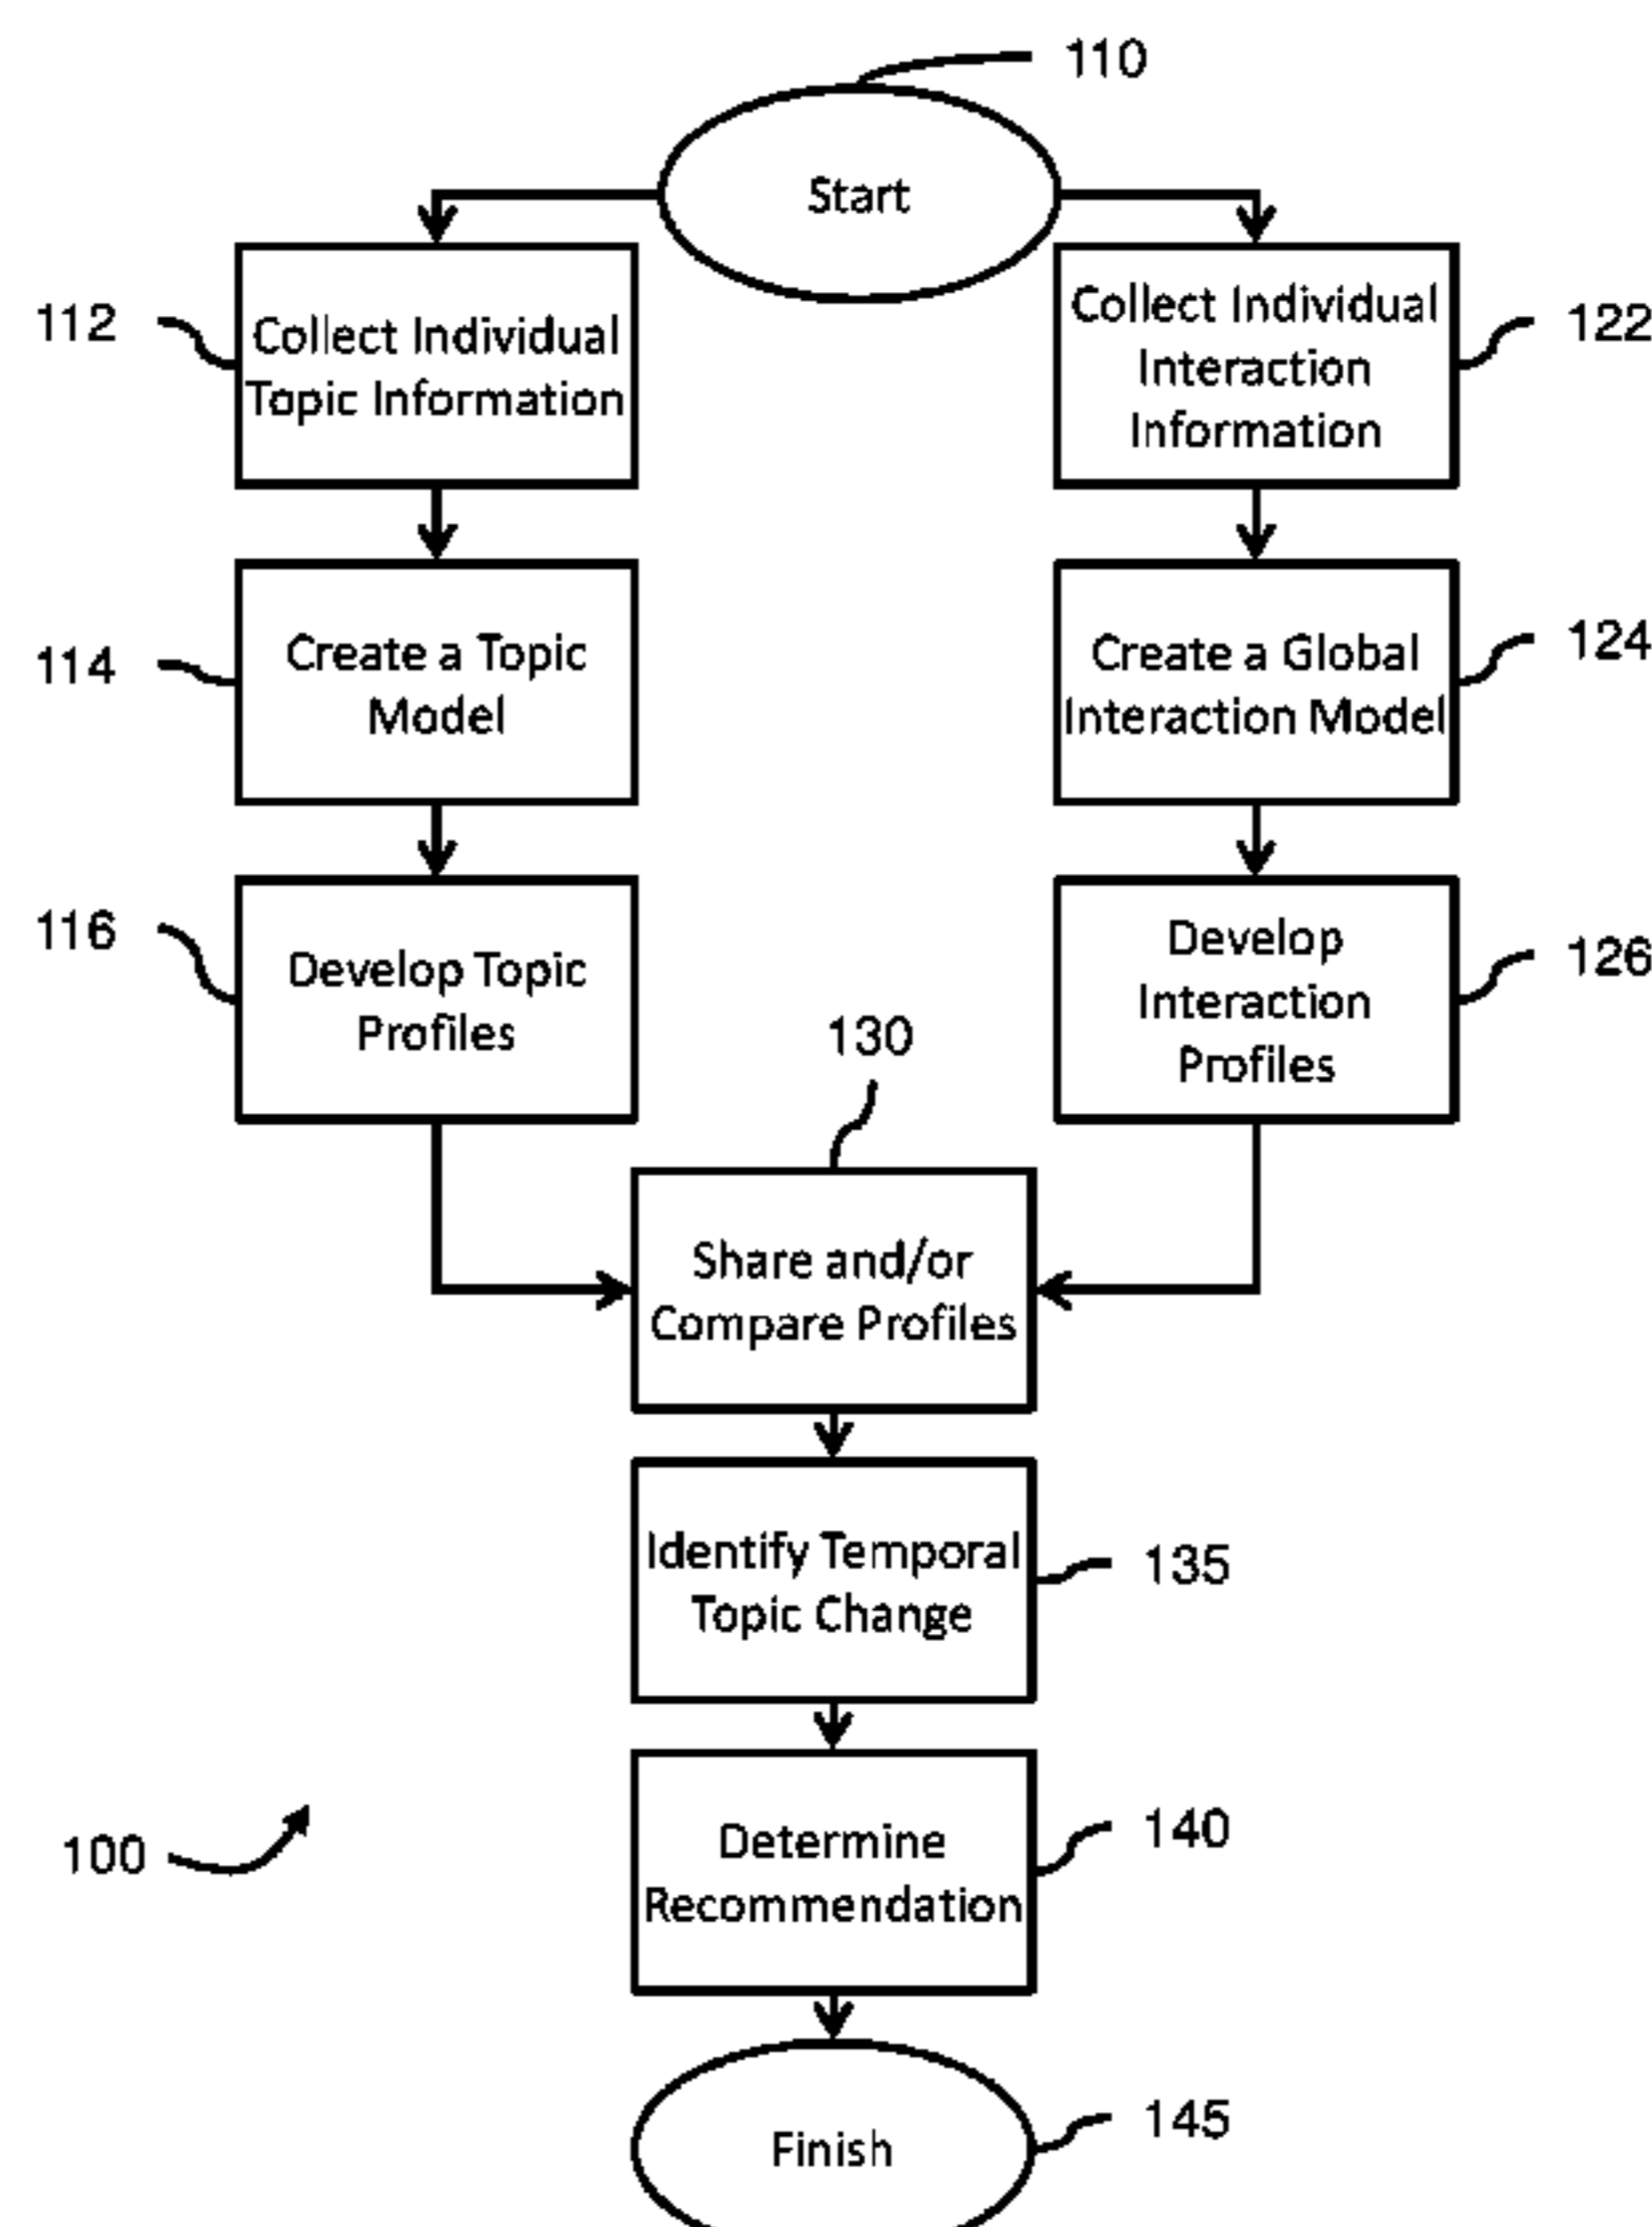 110
Start
112
Collect Individual
Topic Information
Collect Individual
Interaction
Information
122
114
Create a Topic
Model
Create a Global
Interaction Model
124
116
Develop Topic
Profiles
Develop
Interaction
Profiles
126
130
Share and/or
Compare Profiles
Identify Temporal
Topic Change
135
100
Determine
Recommendation
140
Finish
145